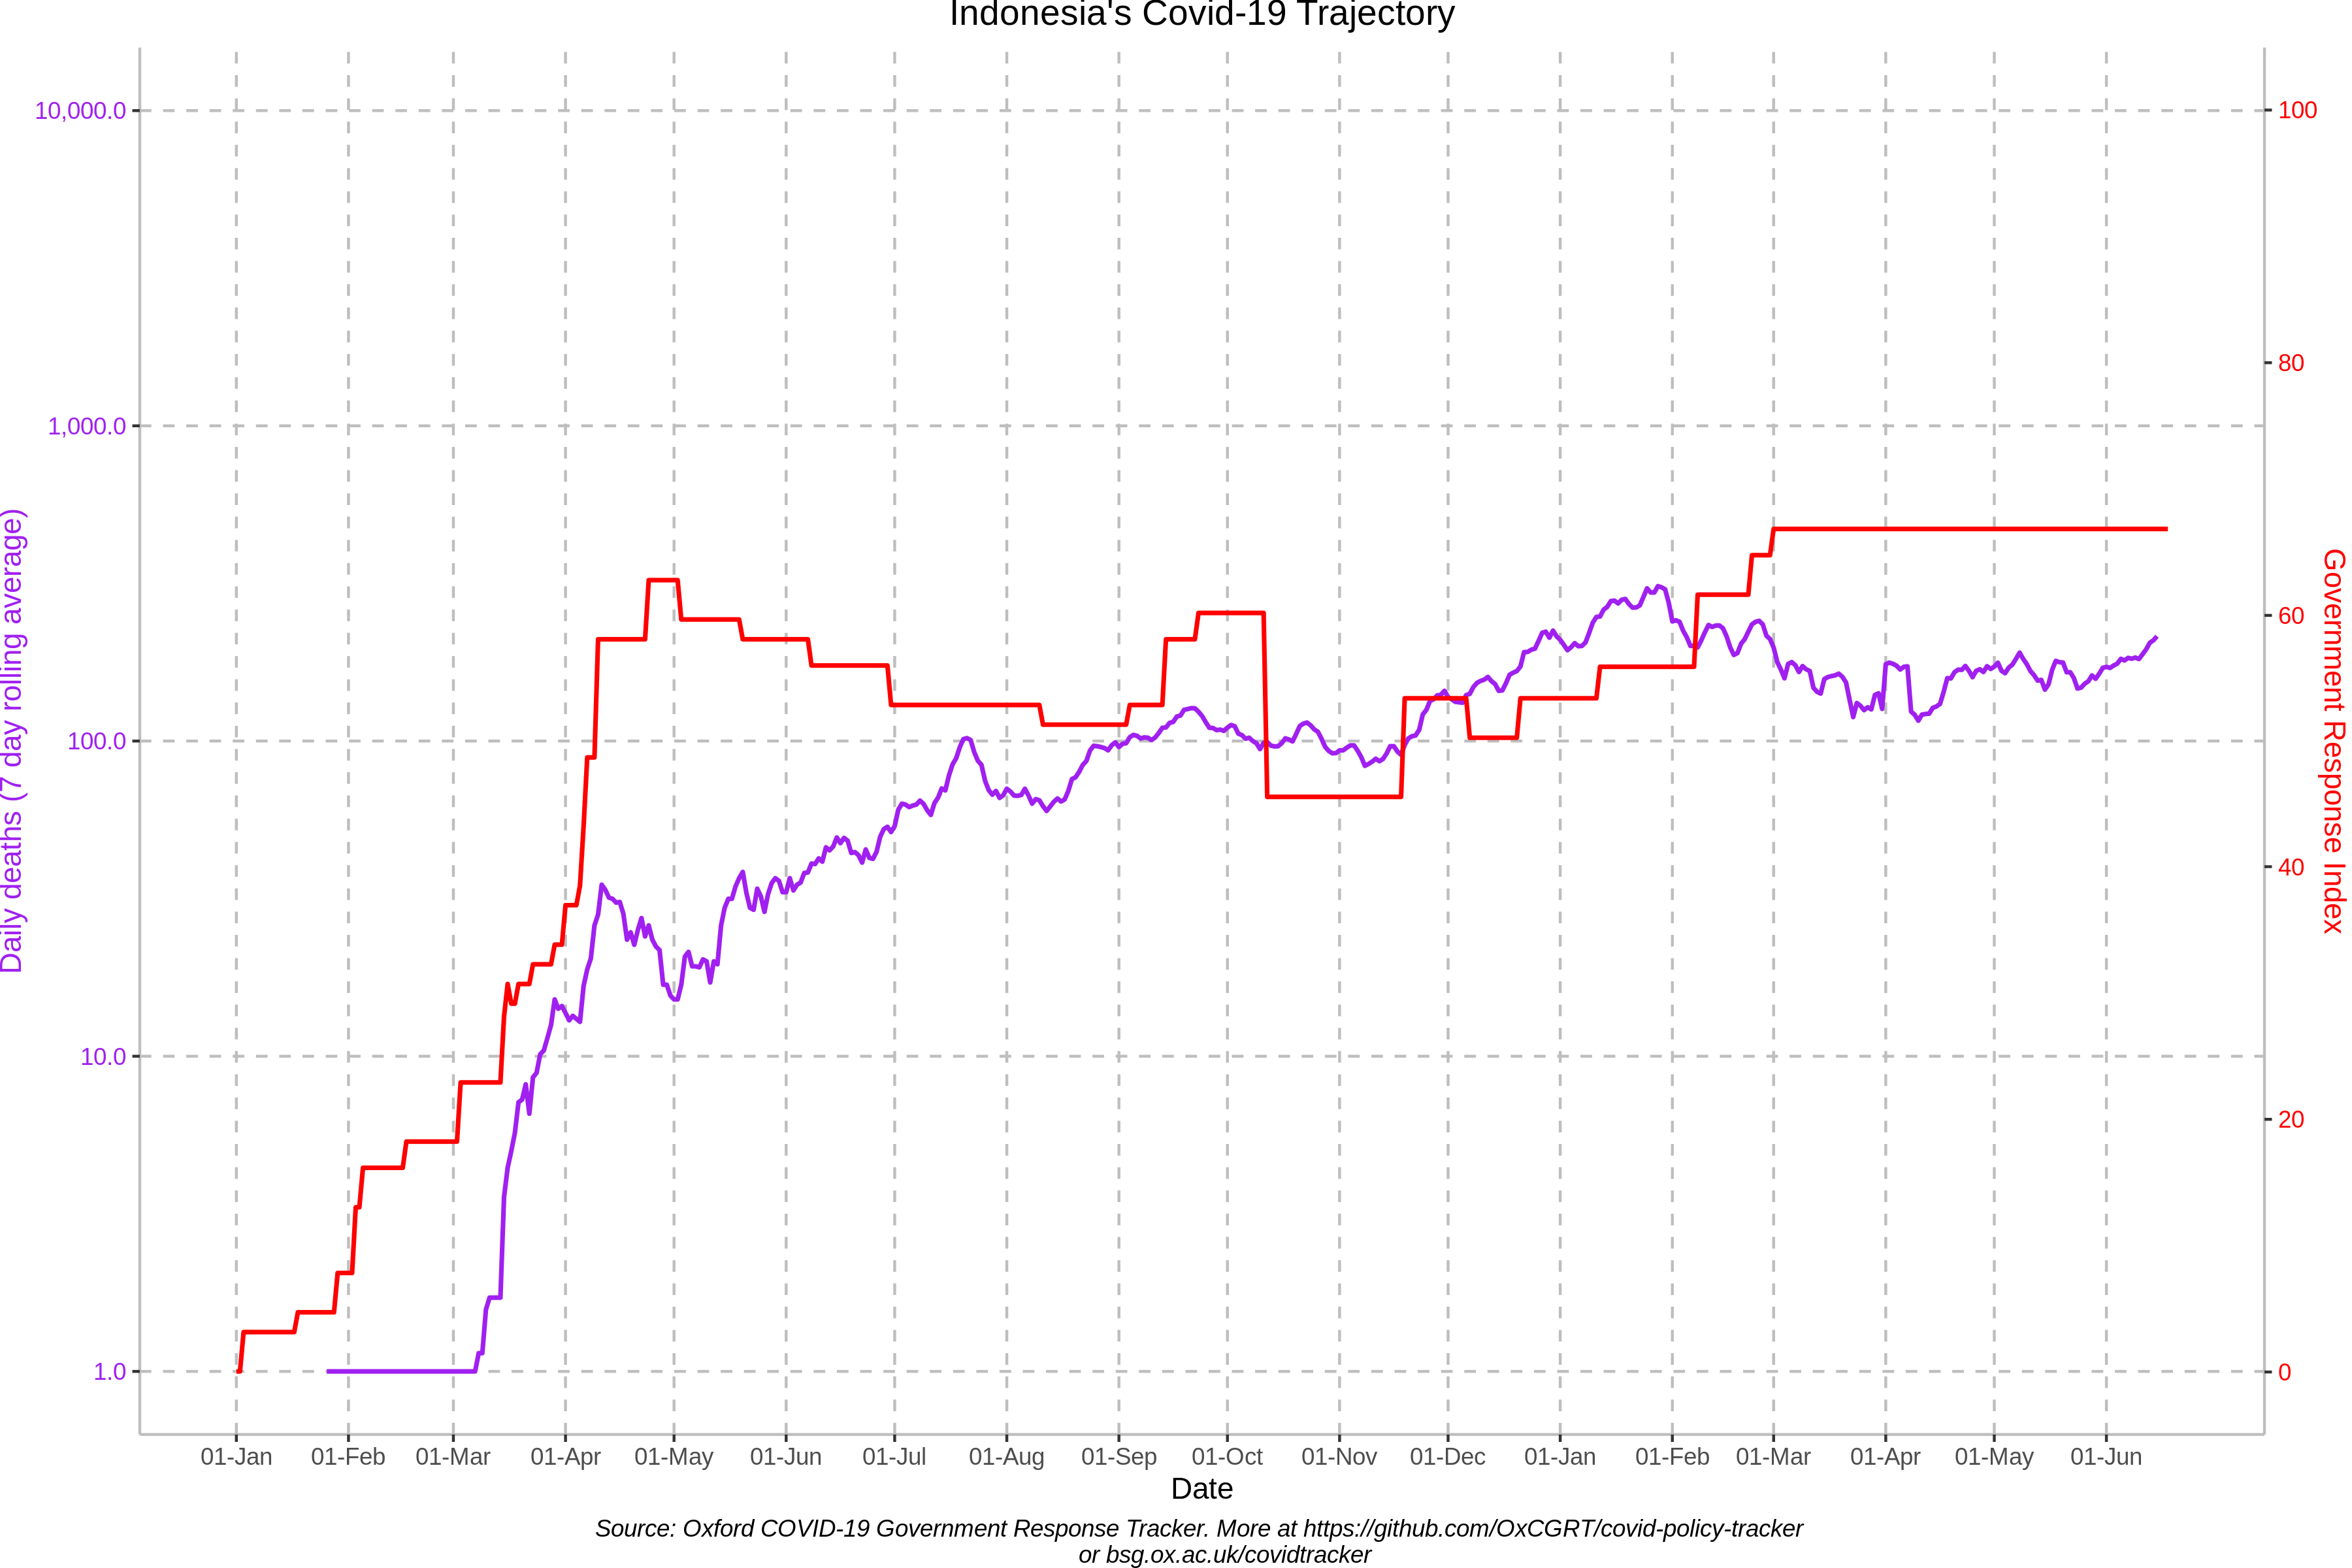 Indonesia's Covid-19 Trajectory
10,000.0
1,000.0
100.0
10.0
1.0
Daily deaths (7 day rolling average)
100
80
60
40
20
0
Government Response Index
01-Jan 01-Feb 01-Mar 01-Apr 01-May 01-Jun 01-Jul 01-Aug 01-Sep 01-Oct 01-Nov 01-Dec 01-Jan 01-Feb 01-Mar 01-Apr 01-May 01-Jun
Date
Source: Oxford COVID-19 Government Response Tracker. More at https://github.com/OxCGRT/covid-policy-tracker
or bsg.ox.ac.uk/covidtracker